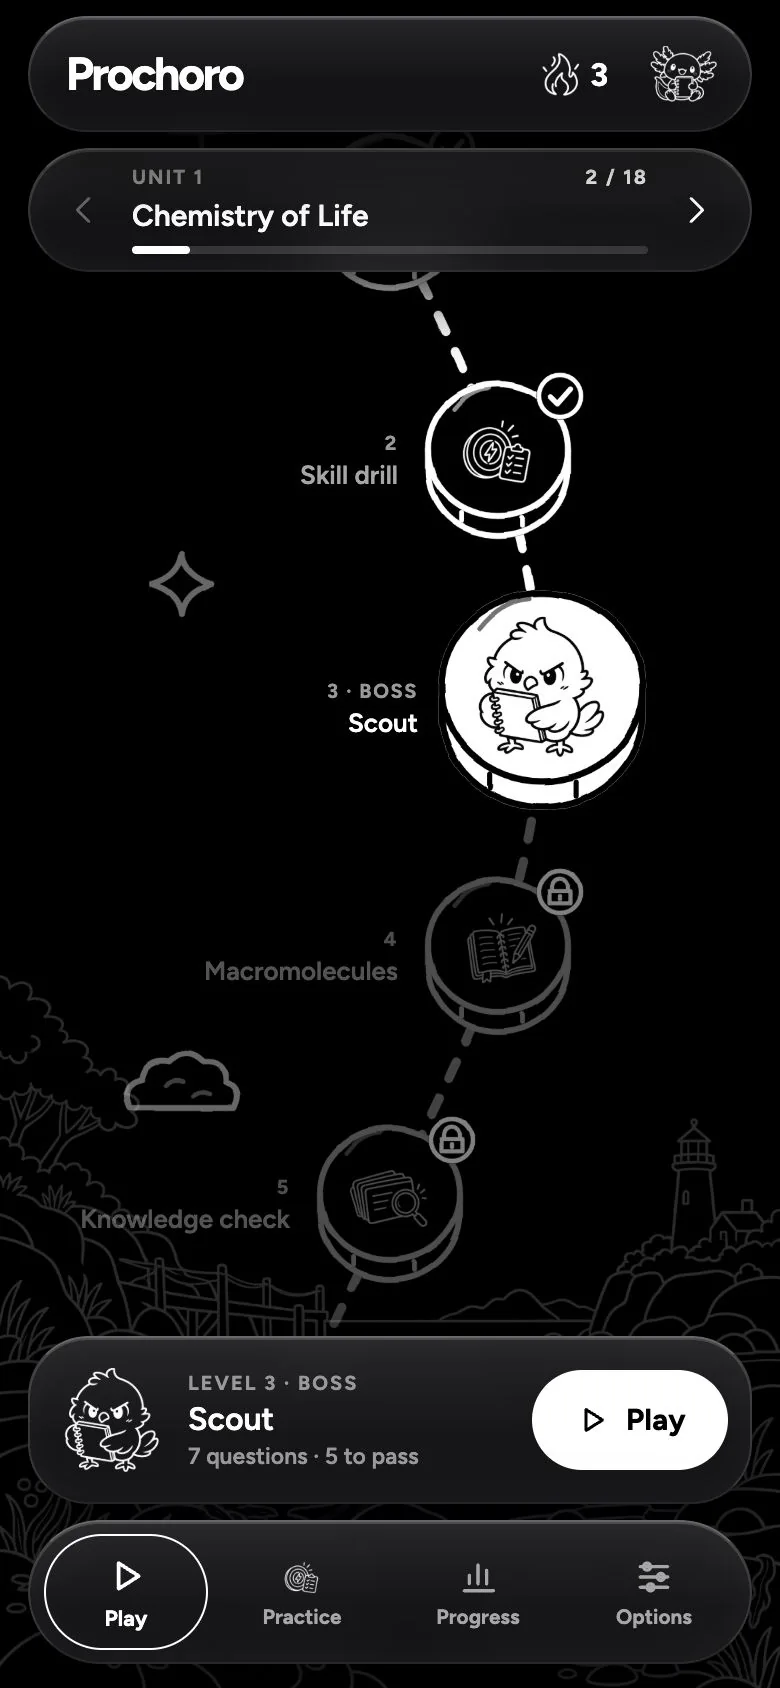 Prochoro
3
UNIT 1
2 / 18
Chemistry of Life
2
Skill drill
3 · BOSS
Scout
4
Macromolecules
5
Knowledge check
LEVEL 3 · BOSS
Scout
7 questions · 5 to pass
Play
Play
Practice
Progress
Options